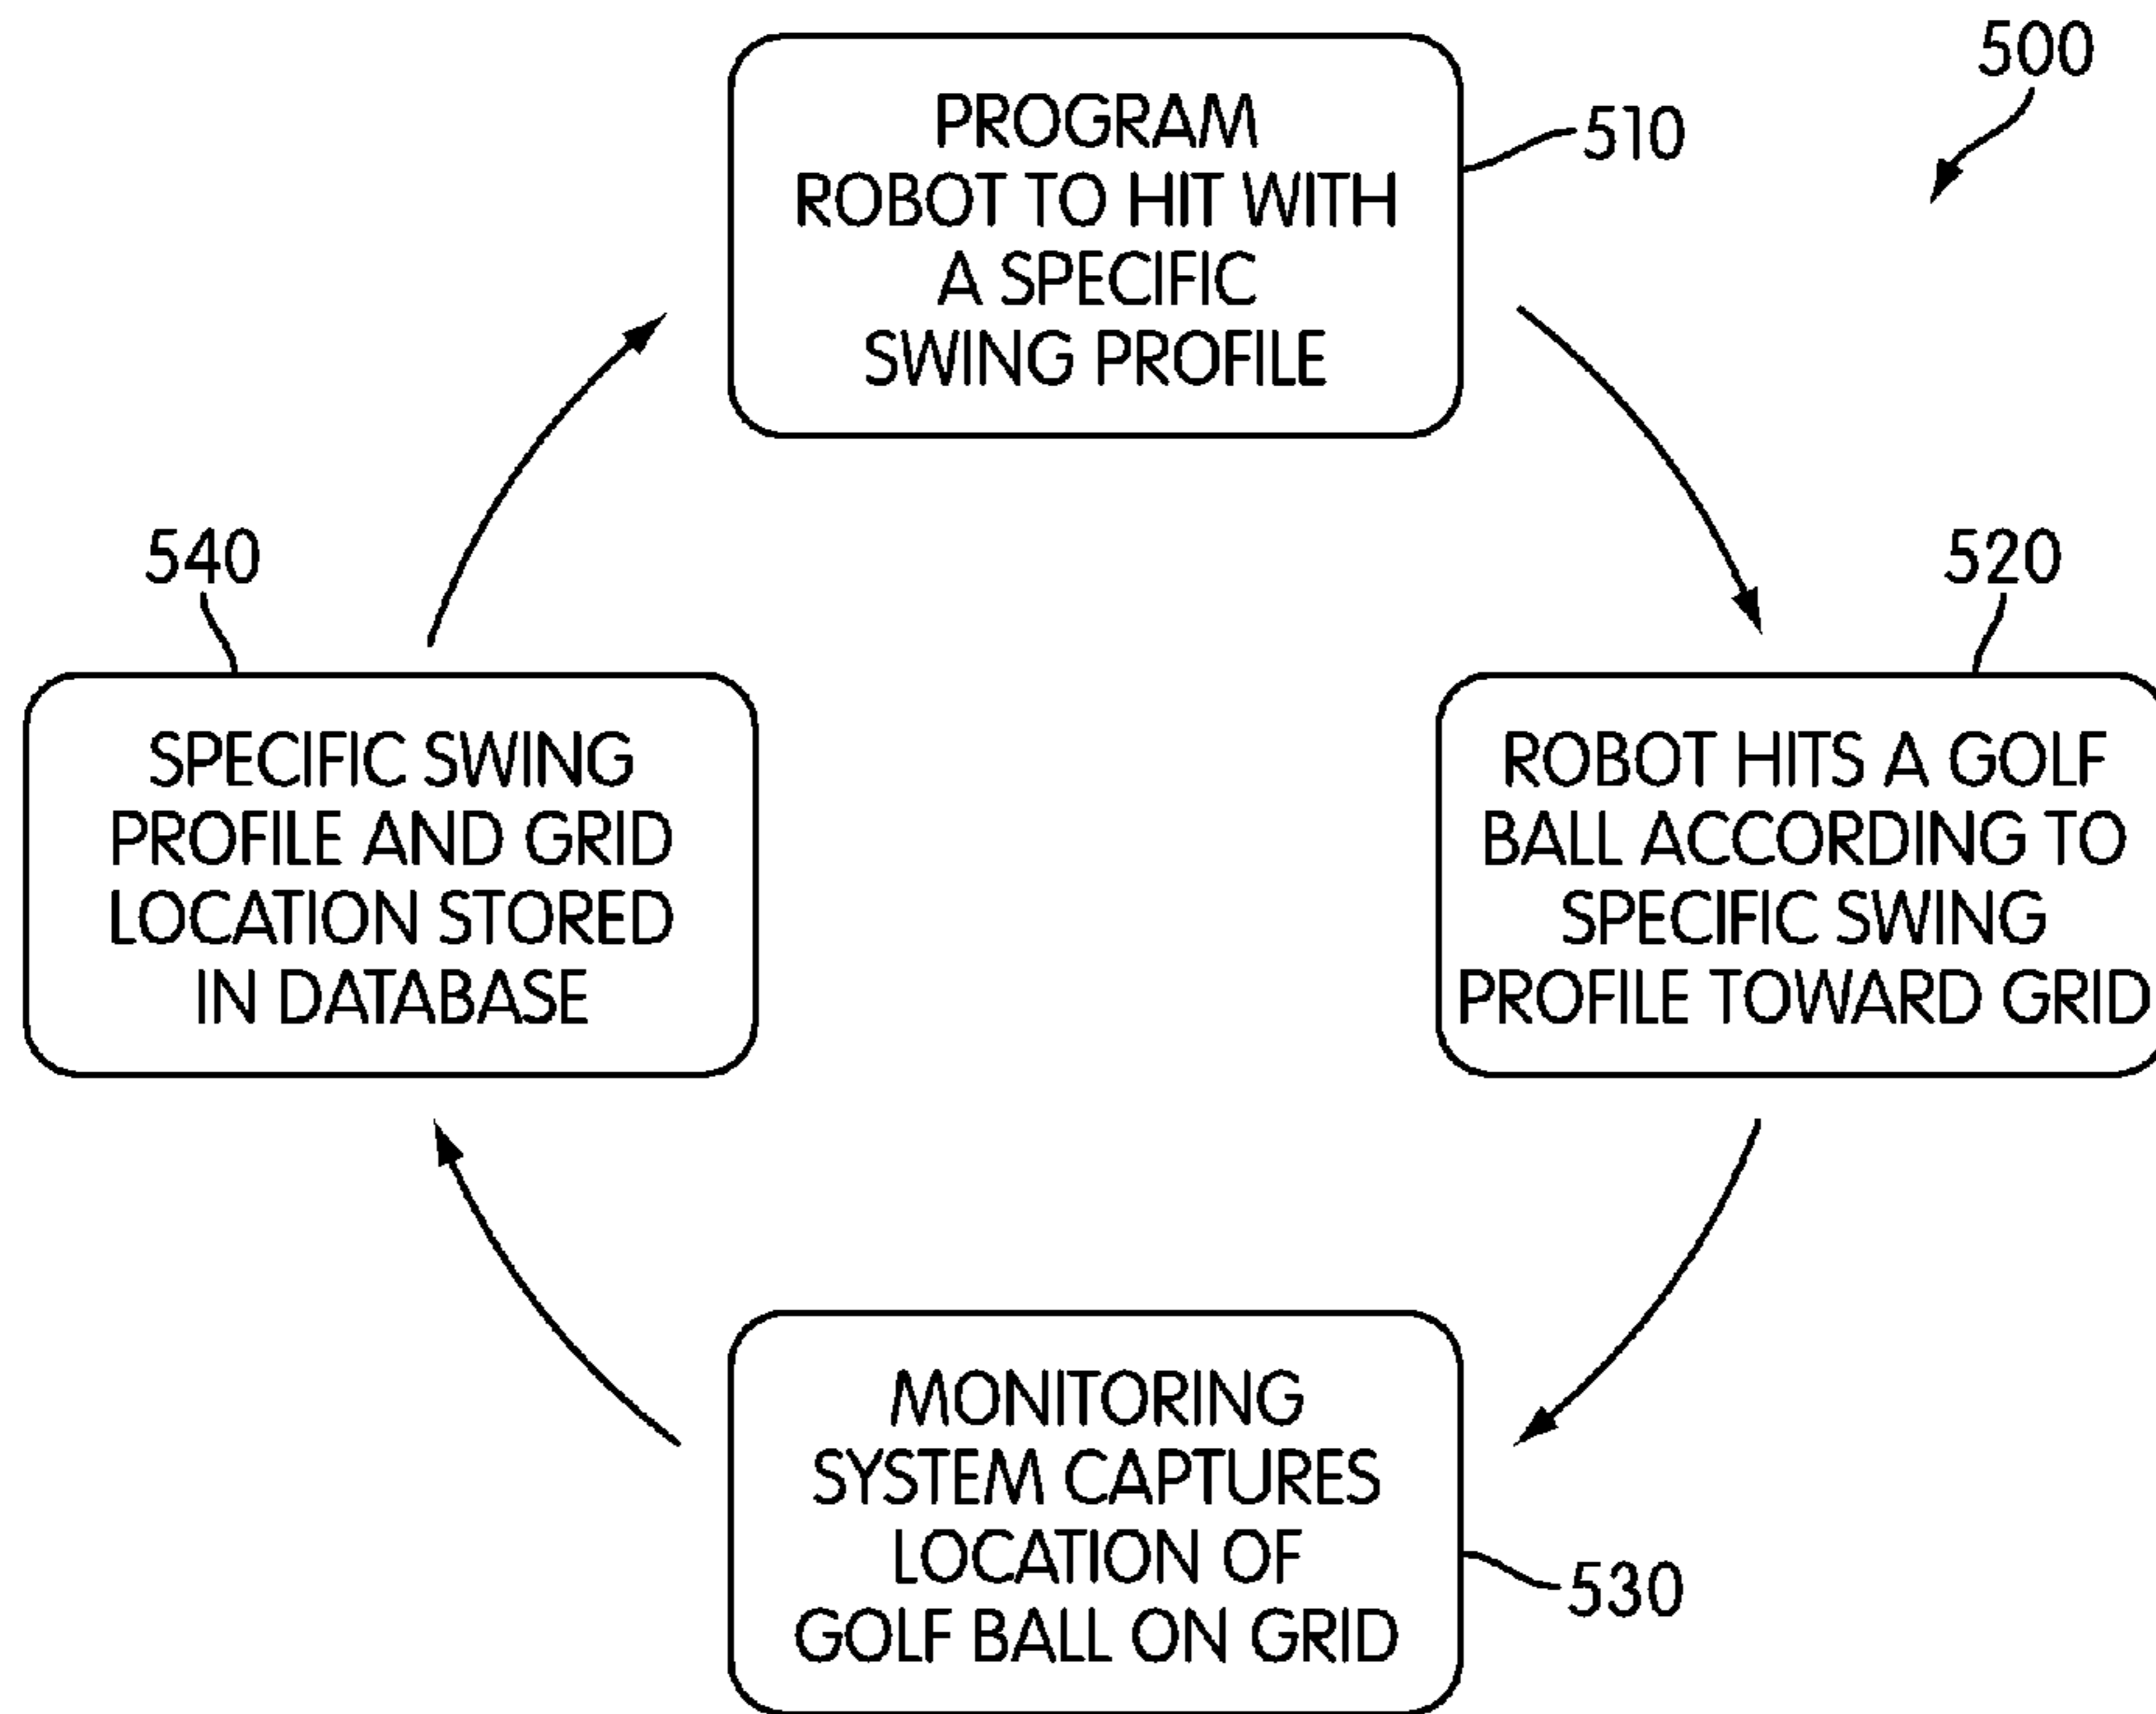 500
PROGRAM
ROBOT TO HIT WITH
A SPECIFIC
SWING PROFILE
510
520
ROBOT HITS A GOLF
BALL ACCORDING TO
SPECIFIC SWING
PROFILE TOWARD GRID
MONITORING
SYSTEM CAPTURES
LOCATION OF
GOLF BALL ON GRID
530
540
SPECIFIC SWING
PROFILE AND GRID
LOCATION STORED
IN DATABASE